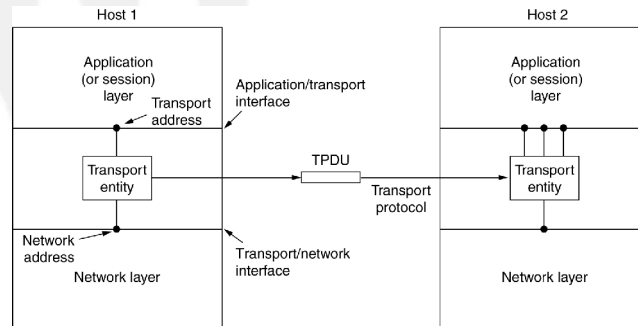 Host 1
Host 2
Application
(or session)
layer
Transport
address
Application/transport
interface
Application
(or session)
layer
Transport
entity
TPDU
Transport
protocol
Transport
entity
Network
address
Transport/network
interface
Network layer
Network layer